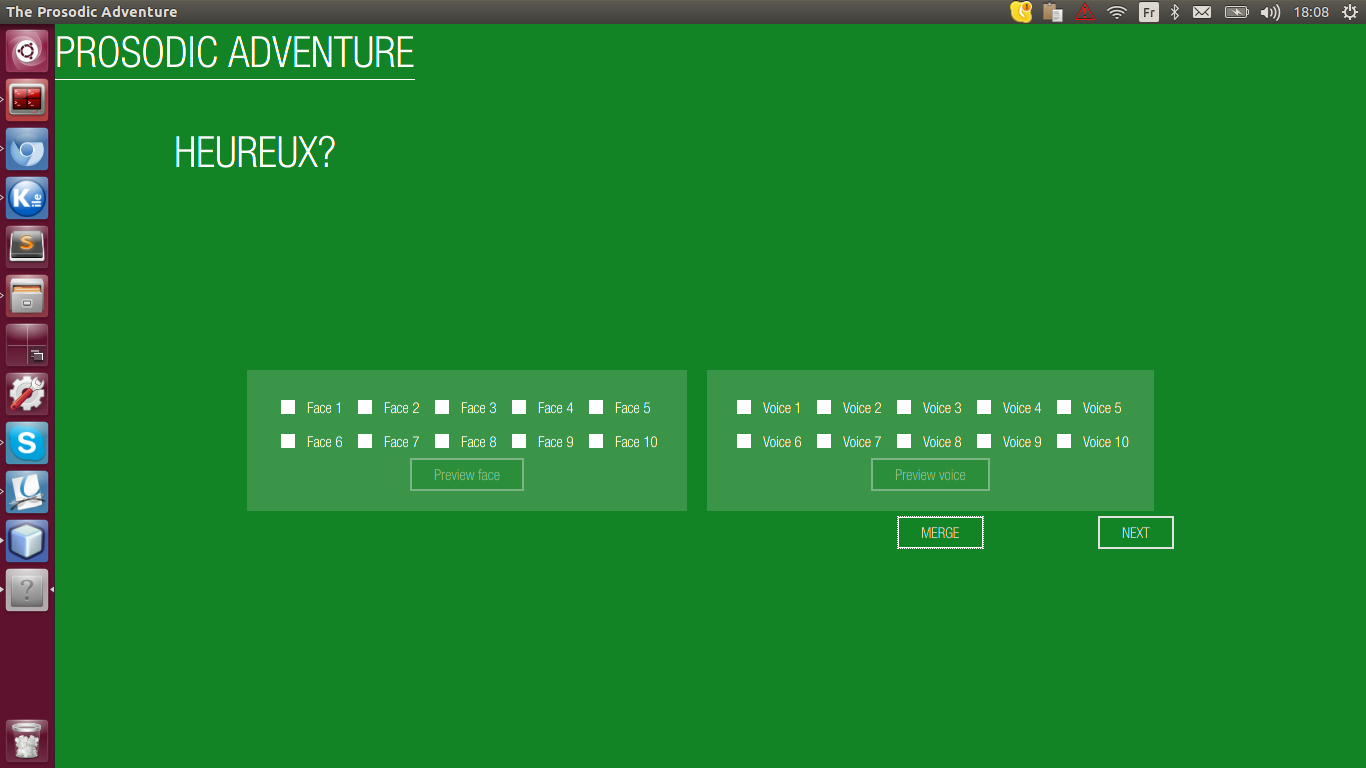 The Prosodic Adventure
Fr
18:08
PROSODIC ADVENTURE
HEUREUX?
Face 1 Face 2 Face 3 Face 4 Face 5
Face 6 Face 7 Face 8 Face 9 Face 10
Preview face
Voice 1 Voice 2 Voice 3 Voice 4 Voice 5
Voice 6 Voice 7 Voice 8 Voice 9 Voice 10
Preview voice
MERGE
NEXT
K ile
S
S
?